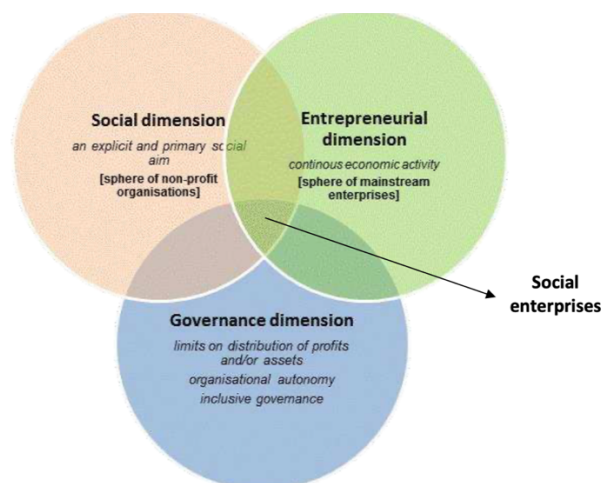 Social dimension
an explicit and primary social
aim
[sphere of non-profit
organisations]
Entrepreneurial
dimension
continous economic activity
[sphere of mainstream
enterprises]
Social
enterprises
Governance dimension
limits on distribution of profits
and/or assets
organisational autonomy
inclusive governance